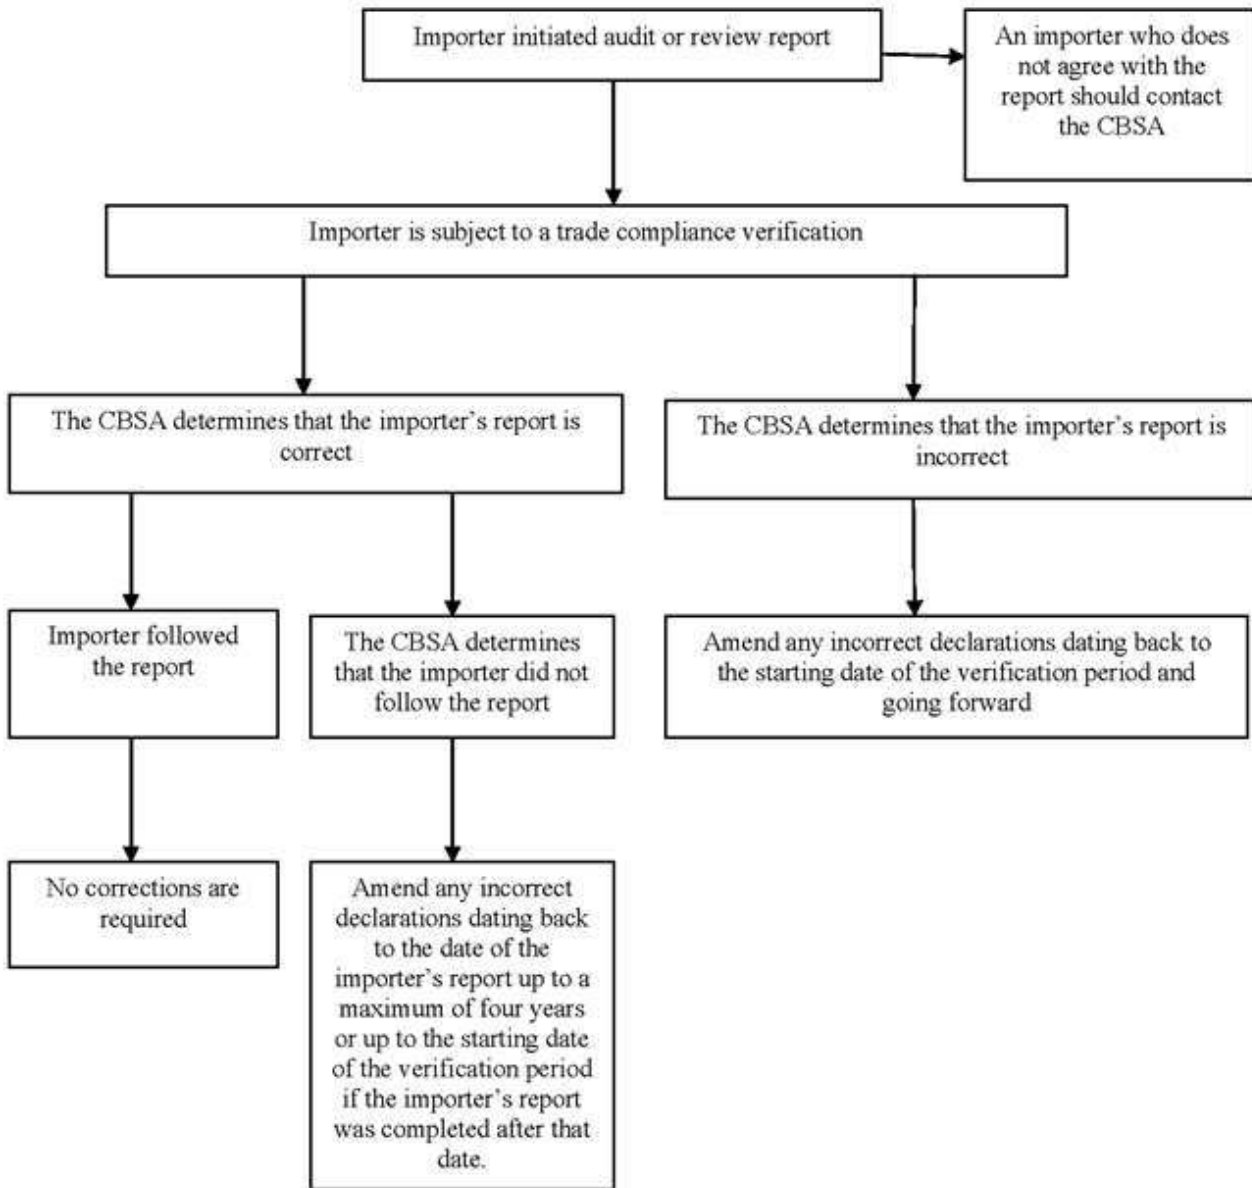 Importer initiated audit or review report
An importer who does
not agree with the
report should contact
the CBSA
Importer is subject to a trade compliance verification
The CBSA determines that the importer’s report is
correct
The CBSA determines that the importer’s report is
incorrect
Importer followed
the report
The CBSA determines
that the importer did not
follow the report
Amend any incorrect declarations dating back to
the starting date of the verification period and
going forward
No corrections are
required
Amend any incorrect
declarations dating back
to the date of the
importer’s report up to a
maximum of four years
or up to the starting date
of the verification period
if the importer’s report
was completed after that
date.